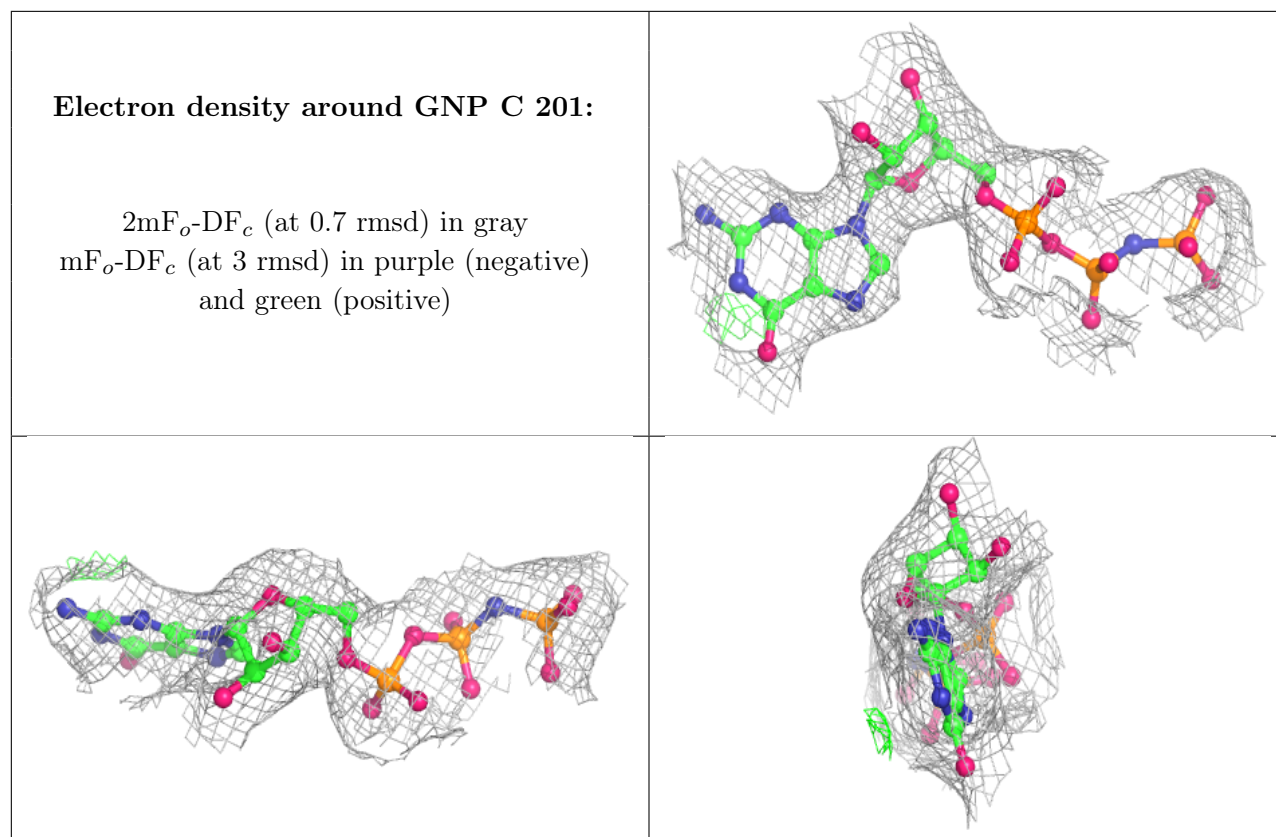 Electron density around GNP C 201:
2mFo-DFc (at 0.7 rmsd) in gray
mFo-DFc (at 3 rmsd) in purple (negative)
and green (positive)